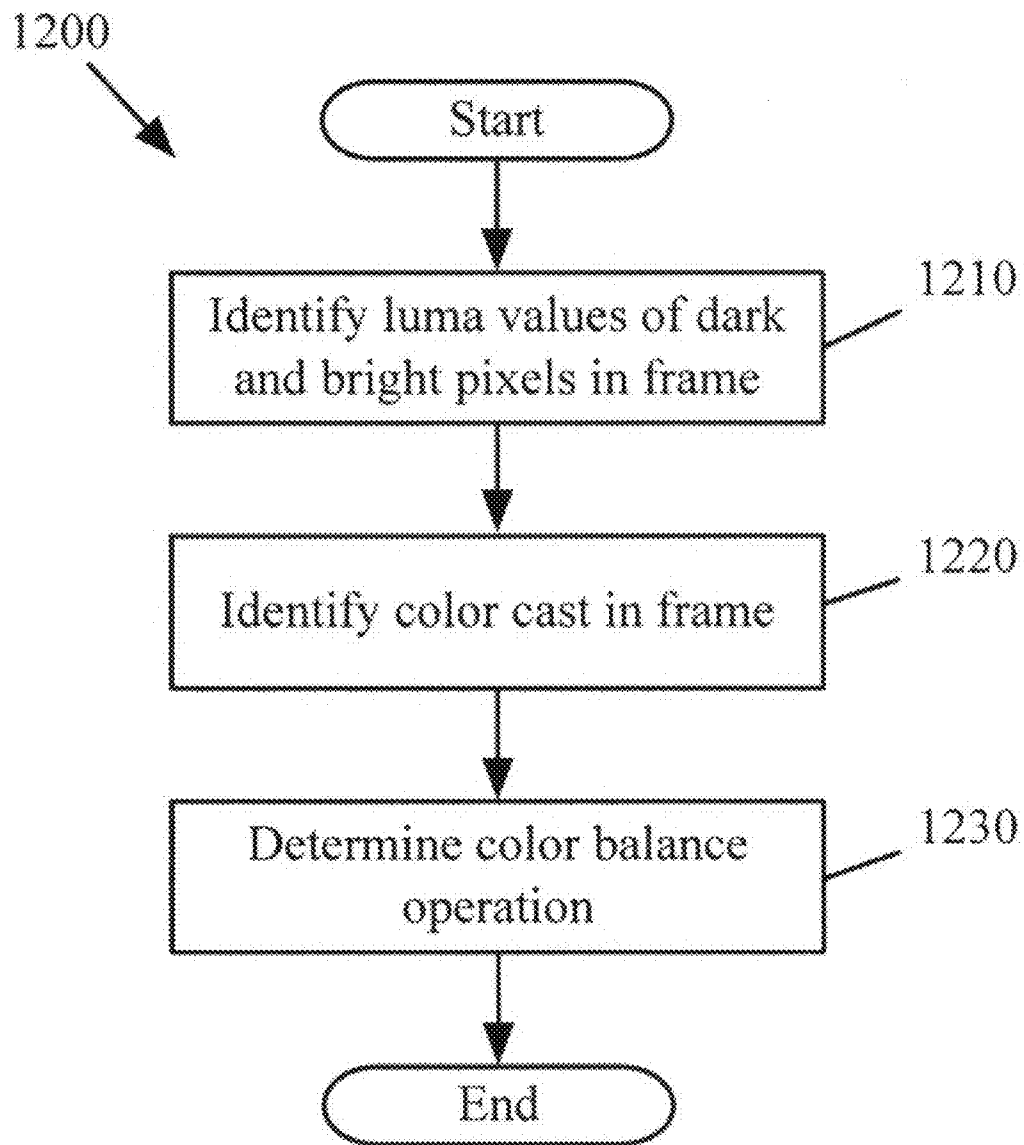 1200
Start
1210
Identify luma values of dark
and bright pixels in frame
1220
Identify color cast in frame
1230
Determine color balance
operation
End